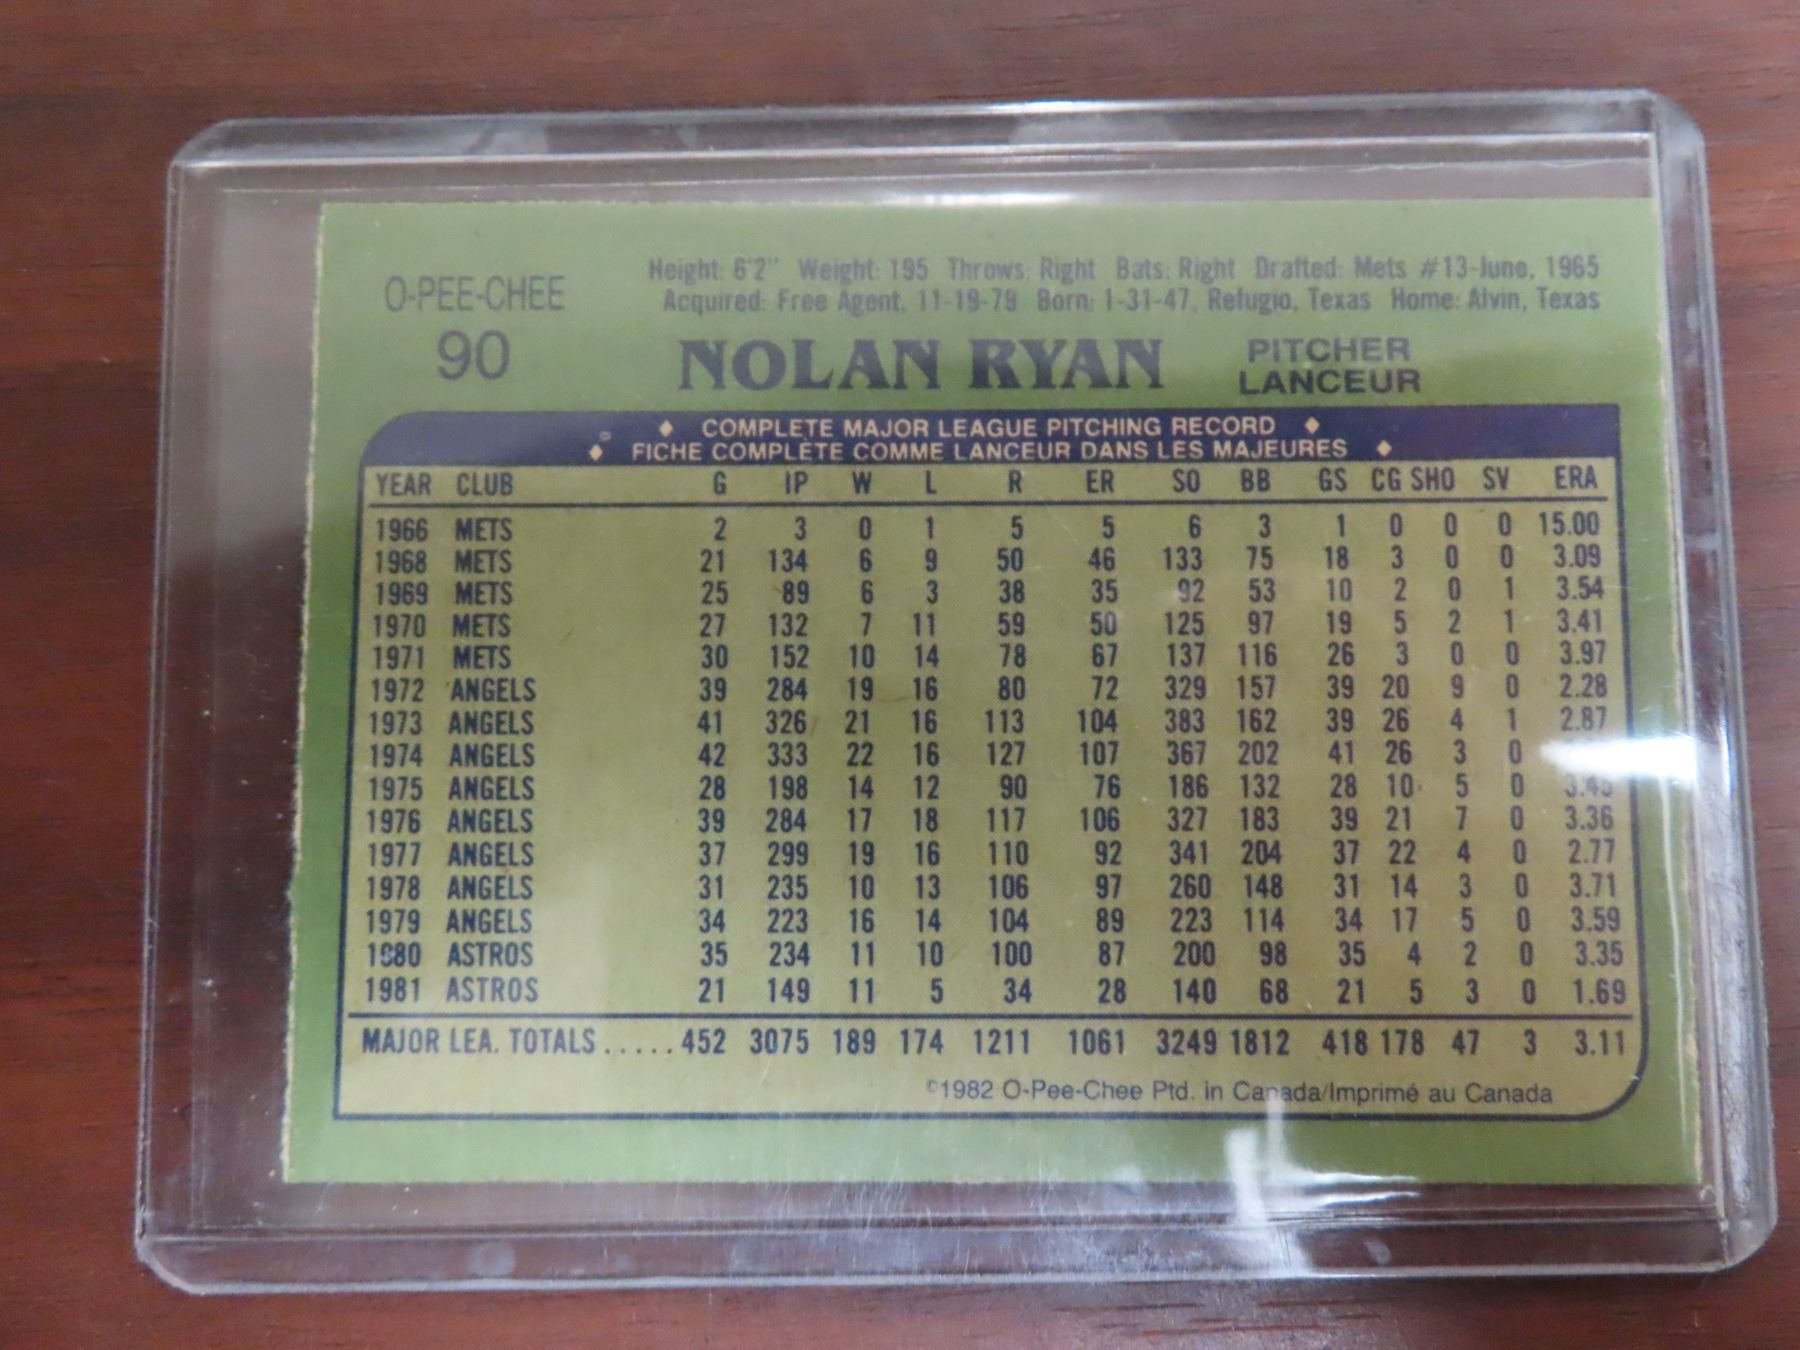 O-PEE-CHEE
90
Height: 6'2" Weight: 195 Throws: Right Bats: Right Drafted: Mets #13-June, 1965
Acquired: Free Agent, 11-19-79 Born: 1-31-47, Refugio, Texas Home: Alvin, Texas
NOLAN RYAN
PITCHER
LANCEUR
♦ COMPLETE MAJOR LEAGUE PITCHING RECORD ♦
♦ FICHE COMPLÈTE COMME LANCEUR DANS LES MAJEURES ♦
YEAR CLUB G IP W L R ER SO BB GS CG SHO SV ERA
1966 METS 2 3 0 1 5 5 6 3 1 0 0 0 15.00
1968 METS 21 134 6 9 50 46 133 75 18 3 0 0 3.09
1969 METS 25 89 6 3 38 35 92 53 10 2 0 1 3.54
1970 METS 27 132 7 11 59 50 125 97 19 5 2 1 3.41
1971 METS 30 152 10 14 78 67 137 116 26 3 0 0 3.97
1972 ANGELS 39 284 19 16 80 72 329 157 39 20 9 0 2.28
1973 ANGELS 41 326 21 16 113 104 383 162 39 26 4 1 2.87
1974 ANGELS 42 333 22 16 127 107 367 202 41 26 3 0
1975 ANGELS 28 198 14 12 90 76 186 132 28 10 5 0 3.45
1976 ANGELS 39 284 17 18 117 106 327 183 39 21 7 0 3.36
1977 ANGELS 37 299 19 16 110 92 341 204 37 22 4 0 2.77
1978 ANGELS 31 235 10 13 106 97 260 148 31 14 3 0 3.71
1979 ANGELS 34 223 16 14 104 89 223 114 34 17 5 0 3.59
1980 ASTROS 35 234 11 10 100 87 200 98 35 4 2 0 3.35
1981 ASTROS 21 149 11 5 34 28 140 68 21 5 3 0 1.69
MAJOR LEA. TOTALS.....452 3075 189 174 1211 1061 3249 1812 418 178 47 3 3.11
©1982 O-Pee-Chee Ptd. in Canada/Imprimé au Canada